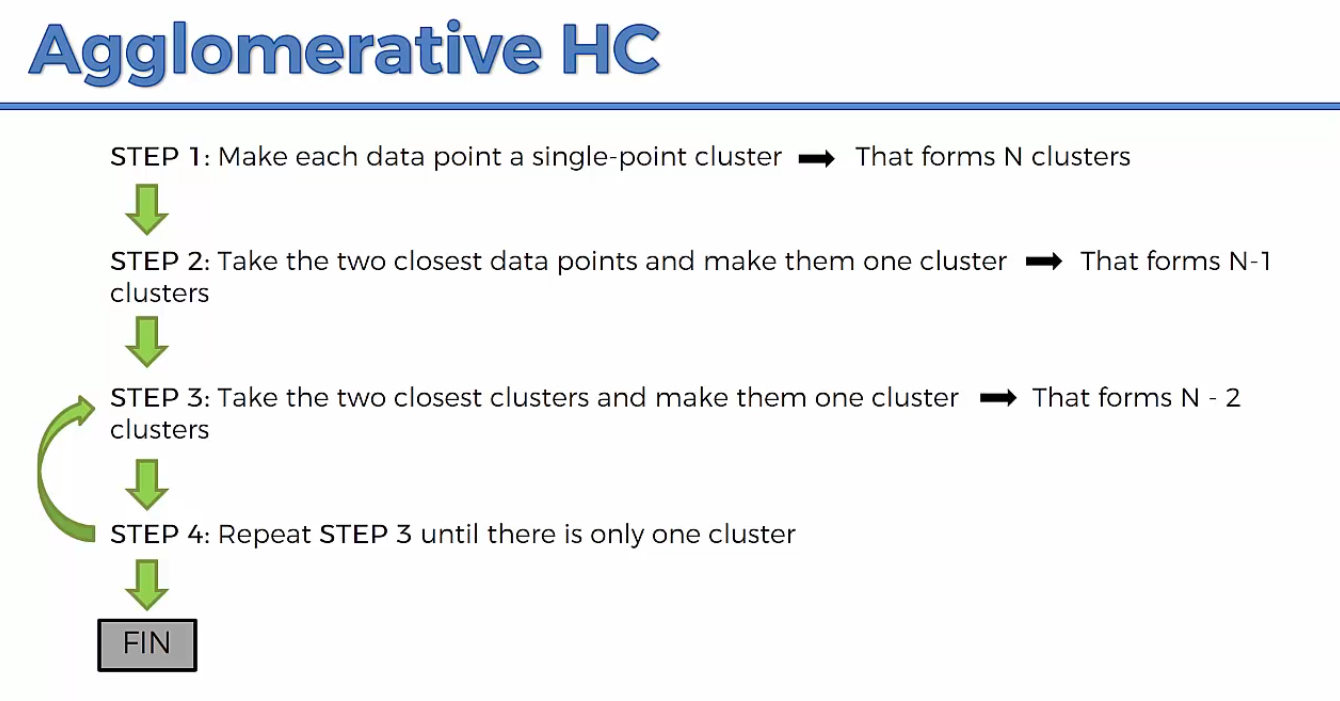 Agglomerative HC
STEP 1: Make each data point a single-point cluster ➡ That forms N clusters
STEP 2: Take the two closest data points and make them one cluster ➡ That forms N-1
clusters
STEP 3: Take the two closest clusters and make them one cluster ➡ That forms N - 2
clusters
STEP 4: Repeat STEP 3 until there is only one cluster
FIN